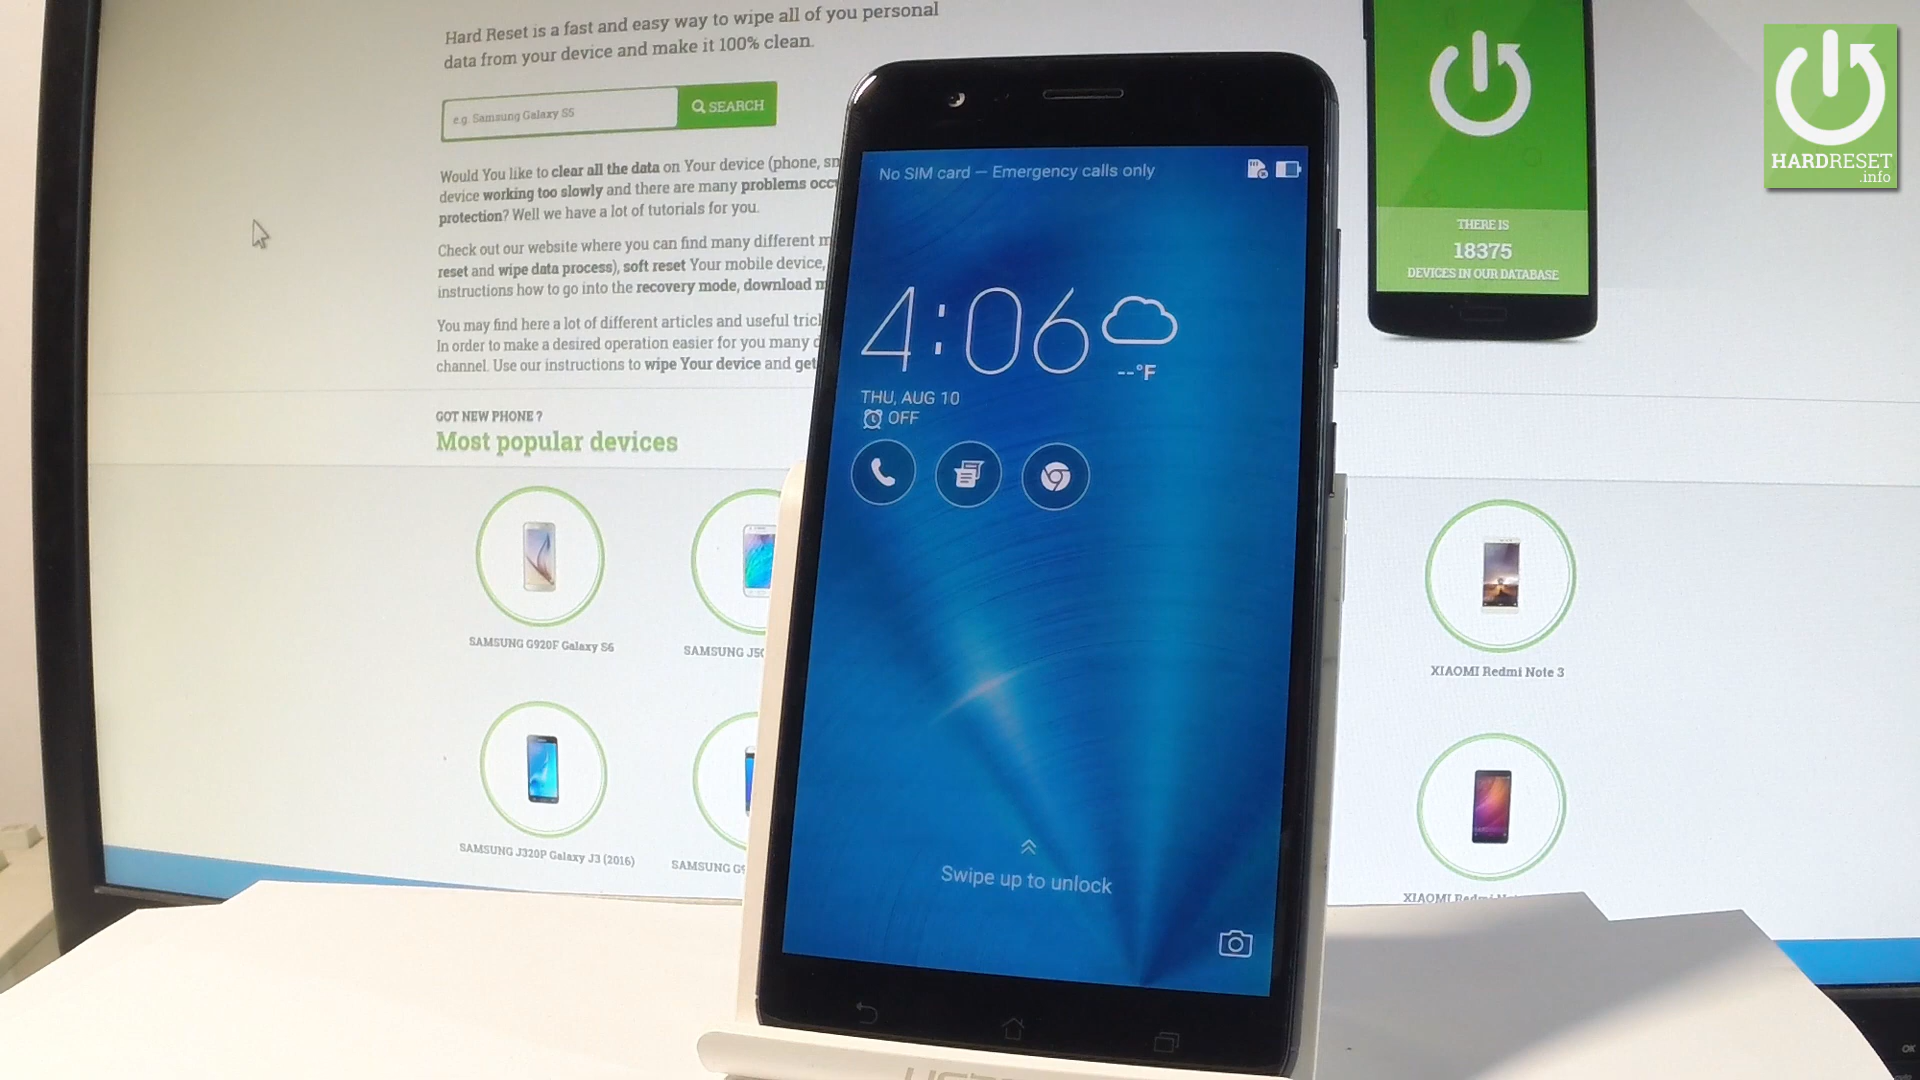 Hard Reset is a fast and easy way to wipe all of you personal
data from your device and make it 100% clean.
e.g. Samsung Galaxy S5
SEARCH
Would You like to clear all the data on Your device (phone,
device working too slowly and there are many problems
protection? Well we have a lot of tutorials for you.
Check out our website where you can find many different
reset and wipe data process), soft reset Your mobile device,
instructions how to go into the recovery mode, download
You may find here a lot of different articles and useful
In order to make a desired operation easier for you many
channel. Use our instructions to wipe Your device and get
GOT NEW PHONE ?
Most popular devices
SAMSUNG G920F Galaxy S6
SAMSUNG
SAMSUNG J320P Galaxy J3 (2016)
SAMSUNG
No SIM card — Emergency calls only
4:06
--°F
THU, AUG 10
OFF
Swipe up to unlock
THERE IS
18375
DEVICES IN OUR DATABASE
XIAOMI Redmi Note 3
XIAOMI
HARDRESET
.info
OK